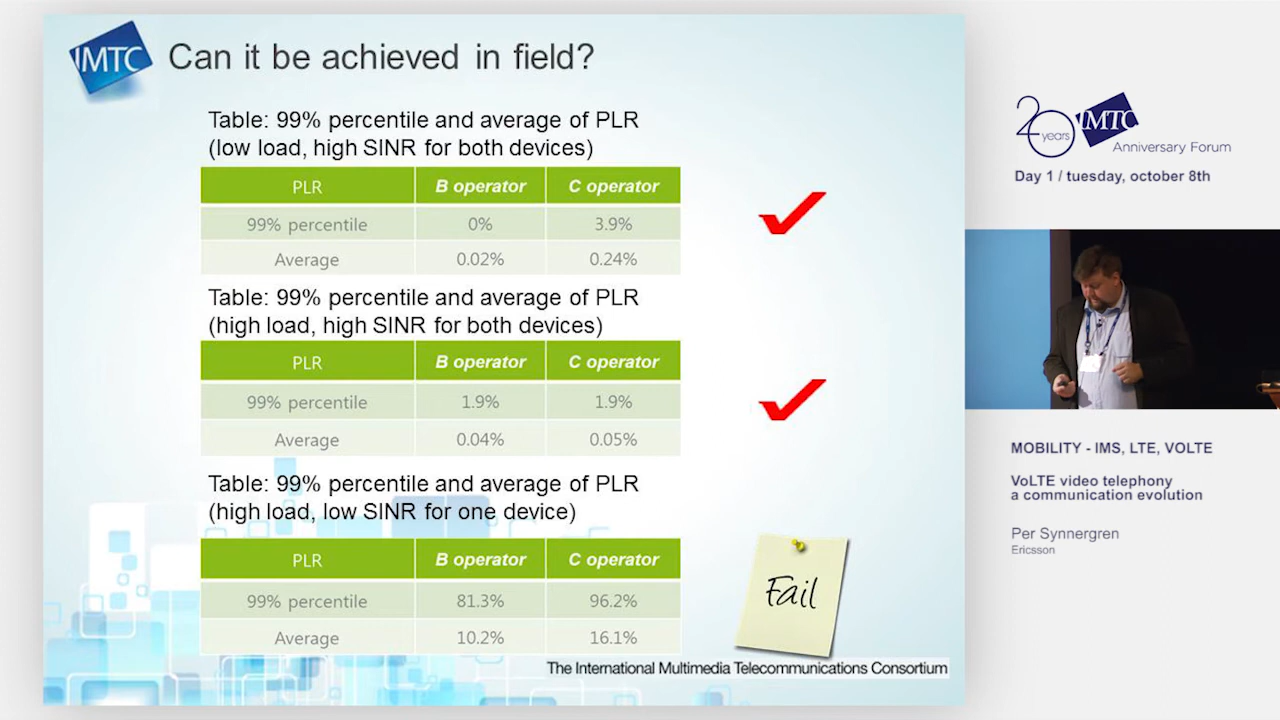 IMTC
Can it be achieved in field?
Table: 99% percentile and average of PLR
(low load, high SINR for both devices)
PLR B operator C operator
99% percentile 0% 3.9%
Average 0.02% 0.24%
Table: 99% percentile and average of PLR
(high load, high SINR for both devices)
PLR B operator C operator
99% percentile 1.9% 1.9%
Average 0.04% 0.05%
Table: 99% percentile and average of PLR
(high load, low SINR for one device)
PLR B operator C operator
99% percentile 81.3% 96.2%
Average 10.2% 16.1%
Fail
The International Multimedia Telecommunications Consortium
20 years IMTC
Anniversary Forum
Day 1 / tuesday, october 8th
MOBILITY - IMS, LTE, VOLTE
VoLTE video telephony
a communication evolution
Per Synnergren
Ericsson